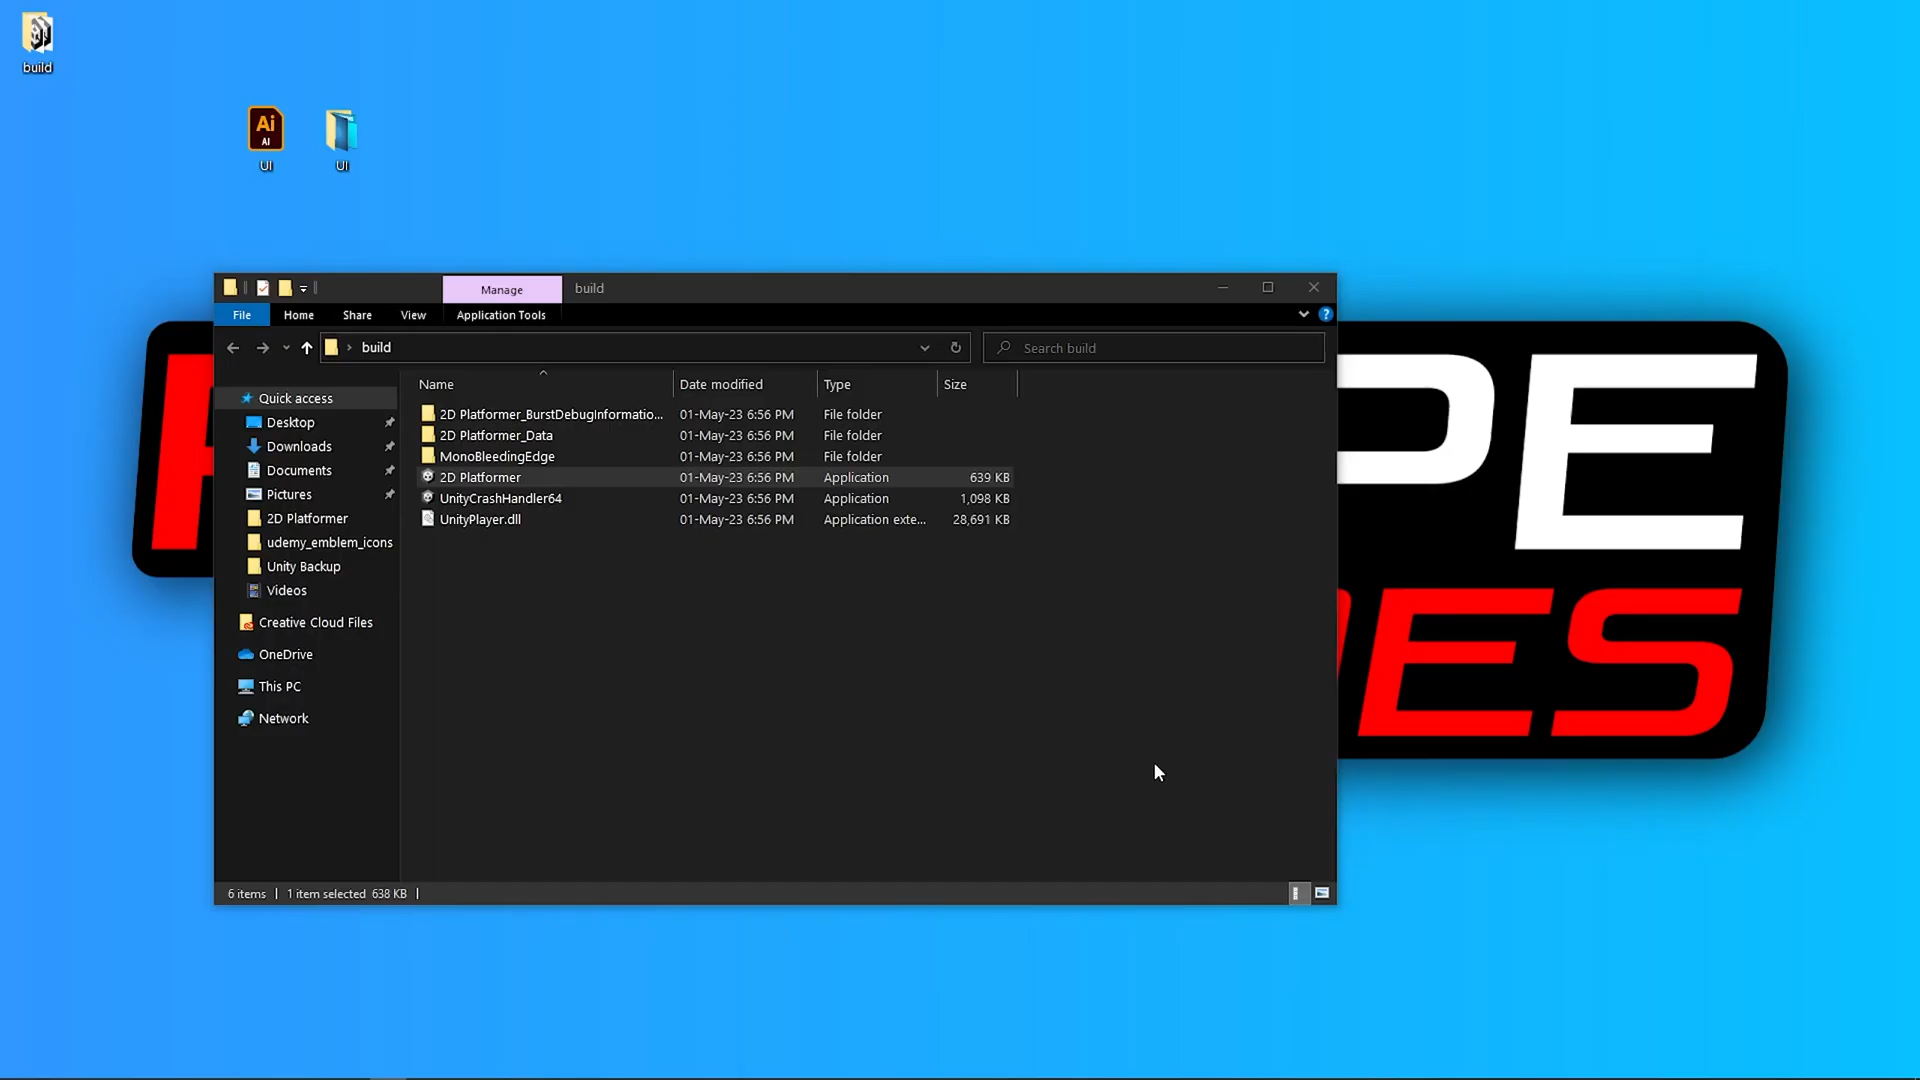 build
Ai
AI
UI
UI
Manage
build
File
Home
Share
View
Application Tools
?
build
Search build
Name
Date modified
Type
Size
Quick access
Desktop
Downloads
Documents
Pictures
2D Platformer
udemy_emblem_icons
Unity Backup
Videos
Creative Cloud Files
OneDrive
This PC
Network
2D Platformer_BurstDebugInformatio... 01-May-23 6:56 PM File folder
2D Platformer_Data 01-May-23 6:56 PM File folder
MonoBleedingEdge 01-May-23 6:56 PM File folder
2D Platformer 01-May-23 6:56 PM Application 639 KB
UnityCrashHandler64 01-May-23 6:56 PM Application 1,098 KB
UnityPlayer.dll 01-May-23 6:56 PM Application exte... 28,691 KB
PE
ES
6 items 1 item selected 638 KB